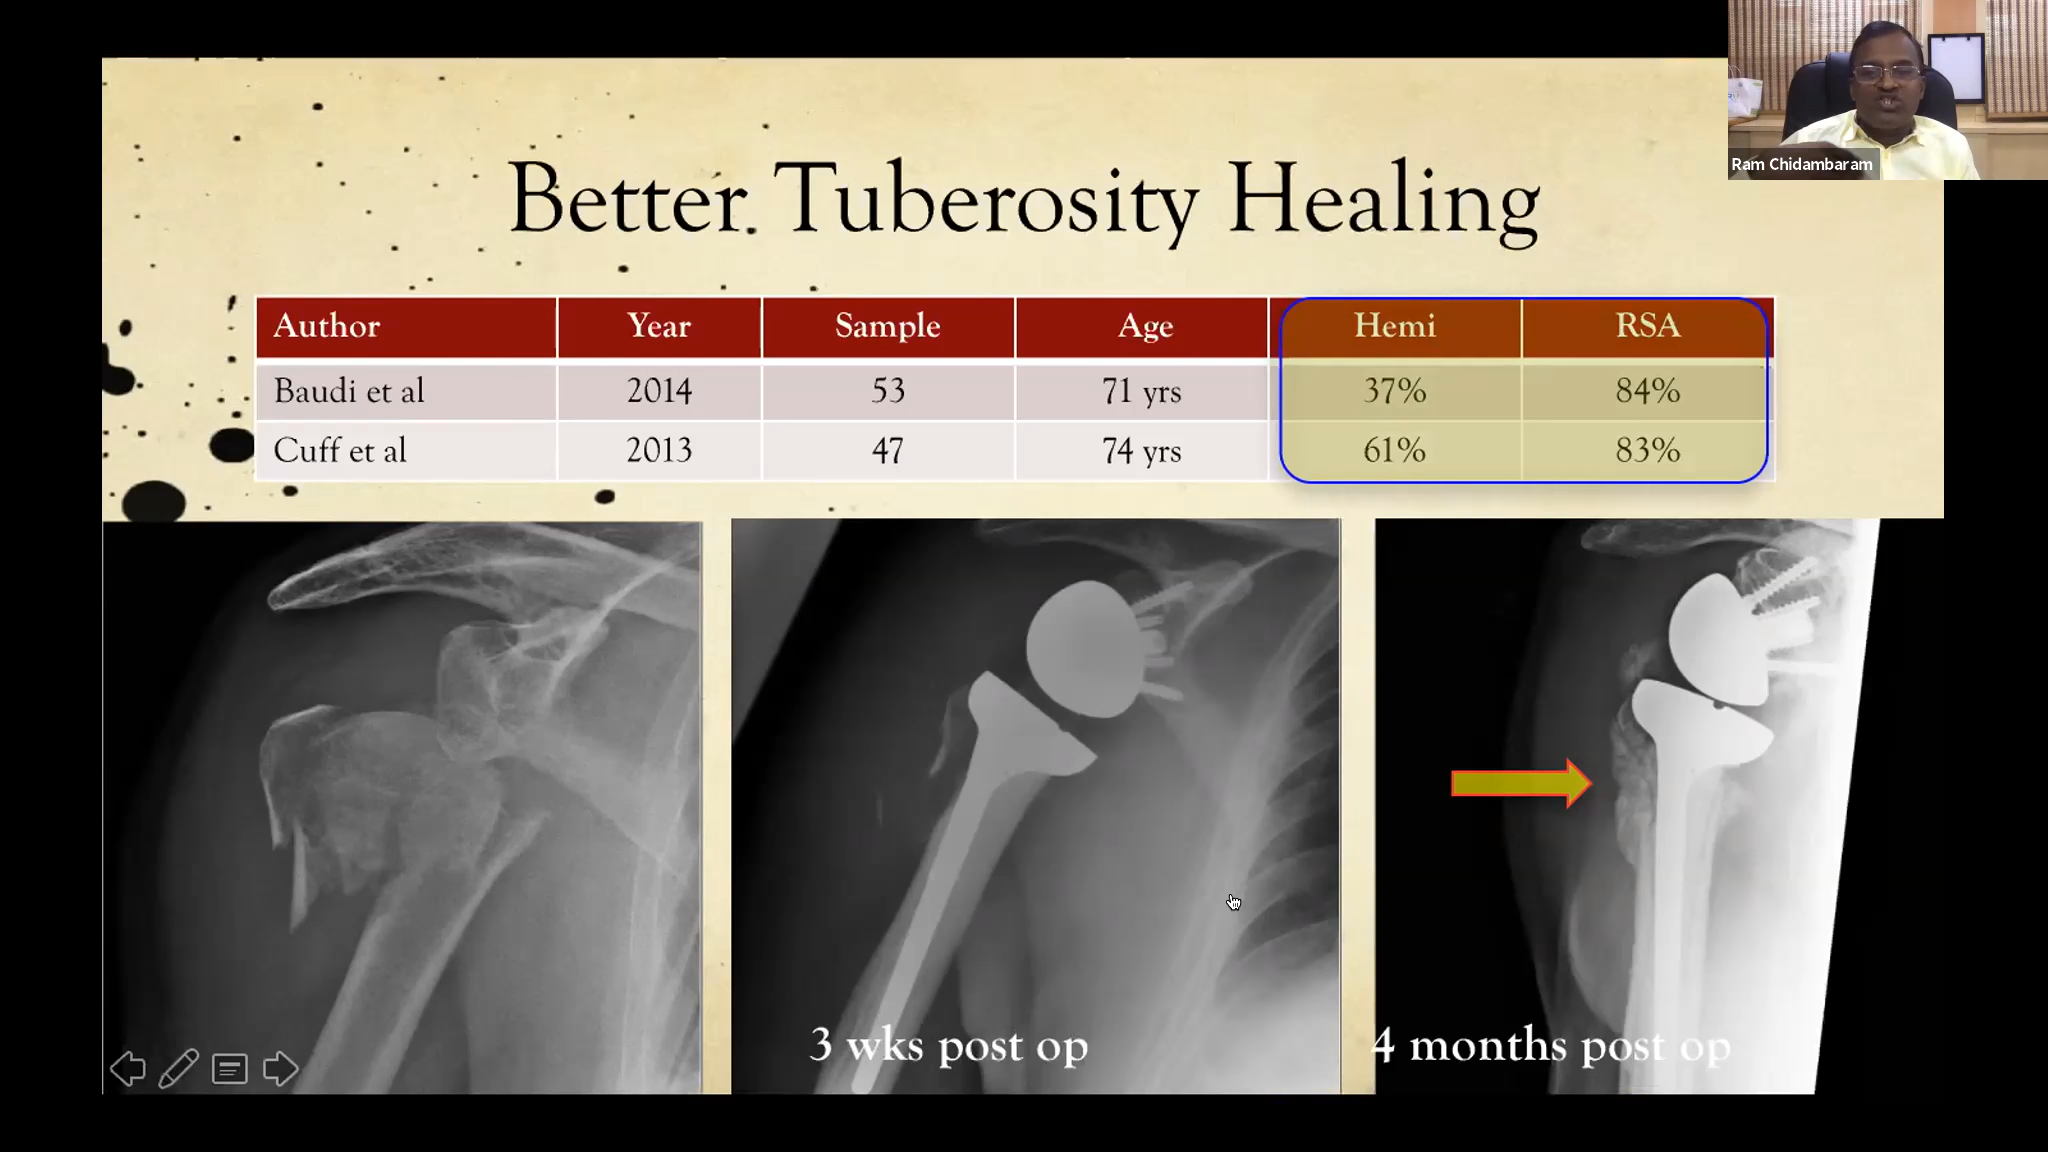 Ram Chidambaram
Better Tuberosity Healing
Author Year Sample Age Hemi RSA
Baudi et al 2014 53 71 yrs 37% 84%
Cuff et al 2013 47 74 yrs 61% 83%
3 wks post op
4 months post op